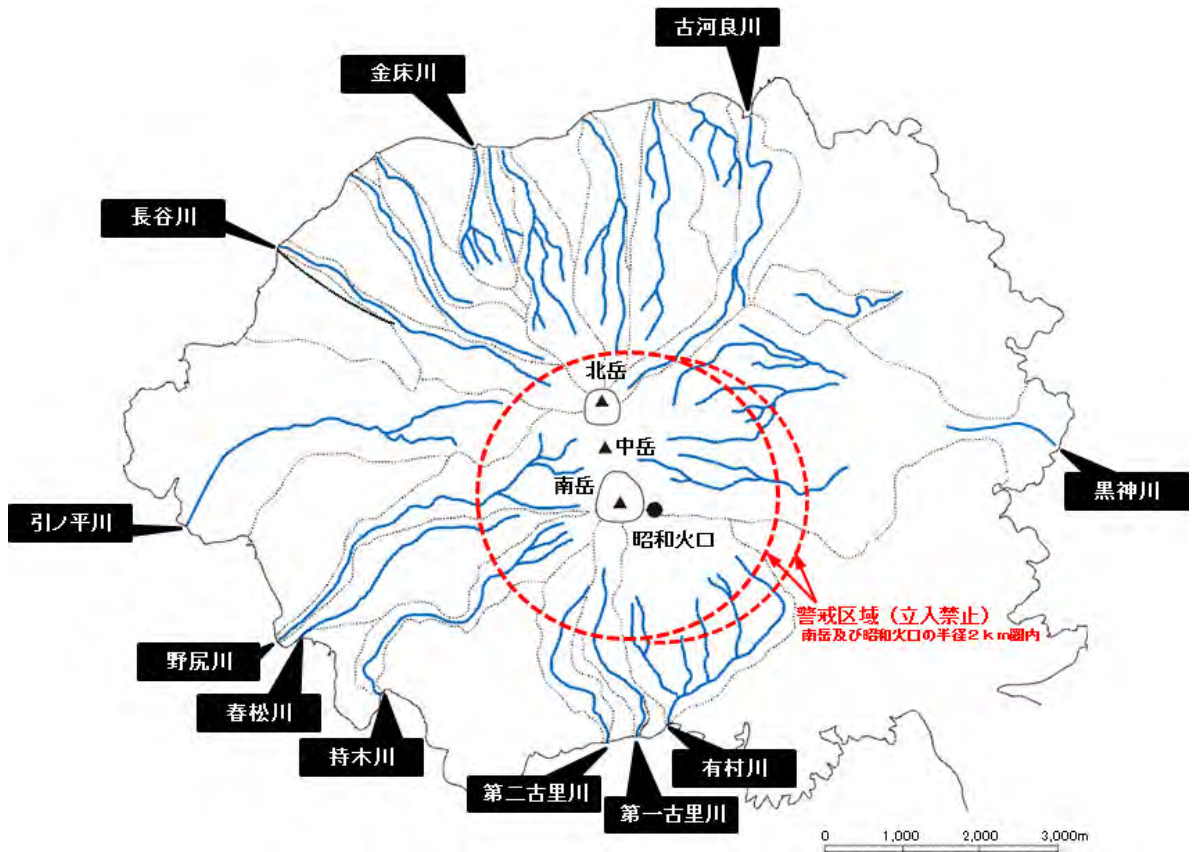 古河良川
金床川
長谷川
北岳
中岳
南岳
昭和火口
黒神川
引ノ平川
警戒区域（立入禁止）
南岳及び昭和火口の半径２ｋｍ圏内
野尻川
春松川
持木川
有村川
第二古里川
第一古里川
0 1,000 2,000 3,000m